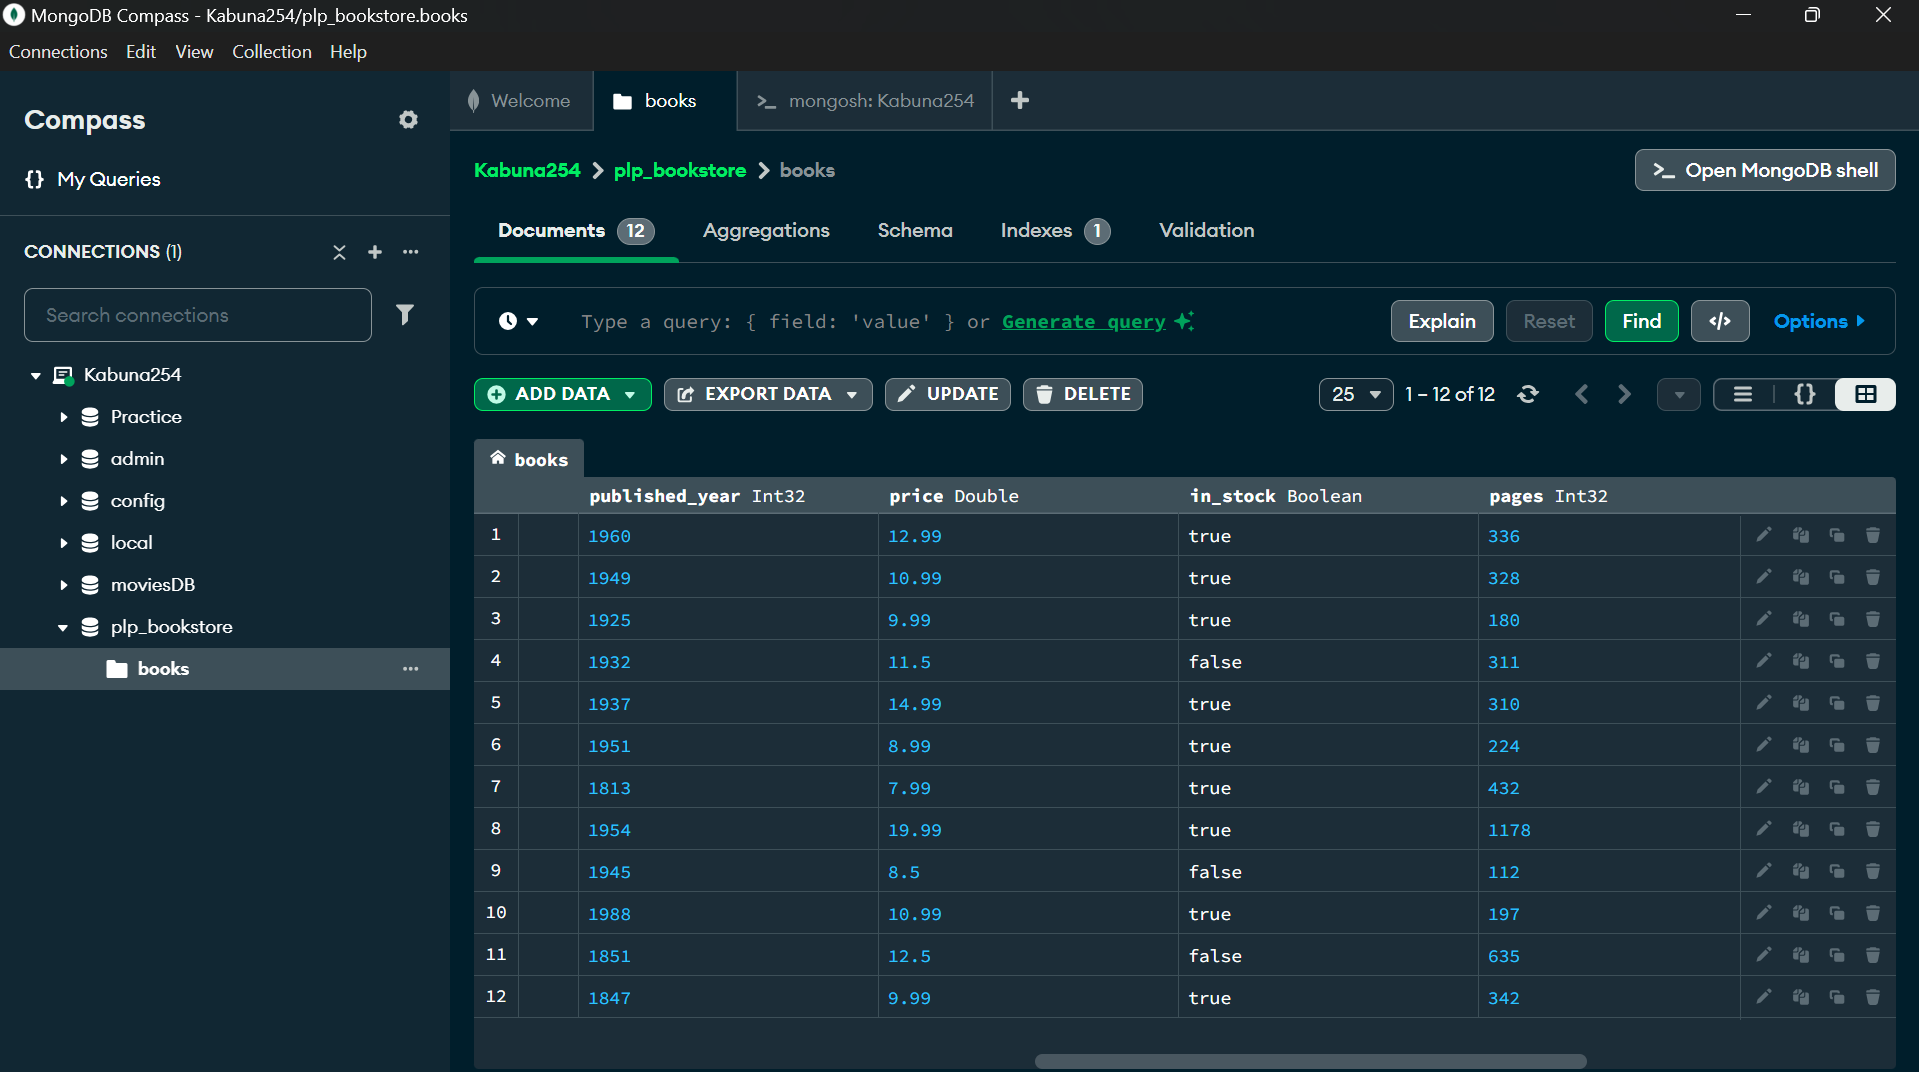 MongoDB Compass - Kabuna254/plp_bookstore.books
Connections Edit View Collection Help
Compass
{} My Queries
CONNECTIONS (1)
Search connections
Kabuna254
Practice
admin
config
local
moviesDB
plp_bookstore
books
Welcome
books
>_ mongosh: Kabuna254
Kabuna254 > plp_bookstore > books
>_ Open MongoDB shell
Documents 12 Aggregations Schema Indexes 1 Validation
Type a query: { field: 'value' } or Generate query
Explain Reset Find </> Options
ADD DATA EXPORT DATA UPDATE DELETE
25 1 – 12 of 12 {}
books
published_year Int32 price Double in_stock Boolean pages Int32
1 1960 12.99 true 336
2 1949 10.99 true 328
3 1925 9.99 true 180
4 1932 11.5 false 311
5 1937 14.99 true 310
6 1951 8.99 true 224
7 1813 7.99 true 432
8 1954 19.99 true 1178
9 1945 8.5 false 112
10 1988 10.99 true 197
11 1851 12.5 false 635
12 1847 9.99 true 342